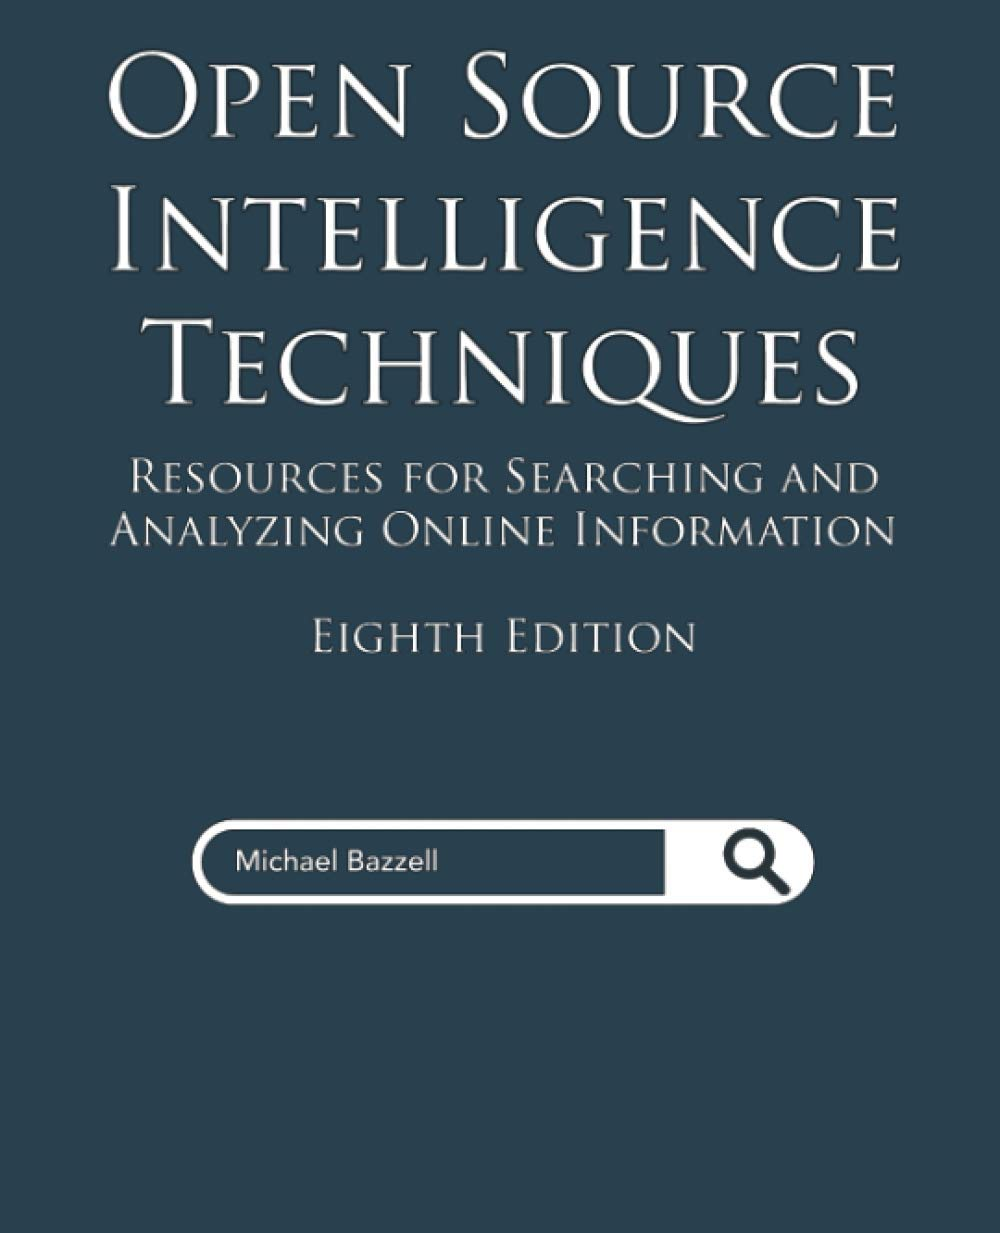 Open Source
Intelligence
Techniques
Resources for Searching and
Analyzing Online Information
Eighth Edition
Michael Bazzell